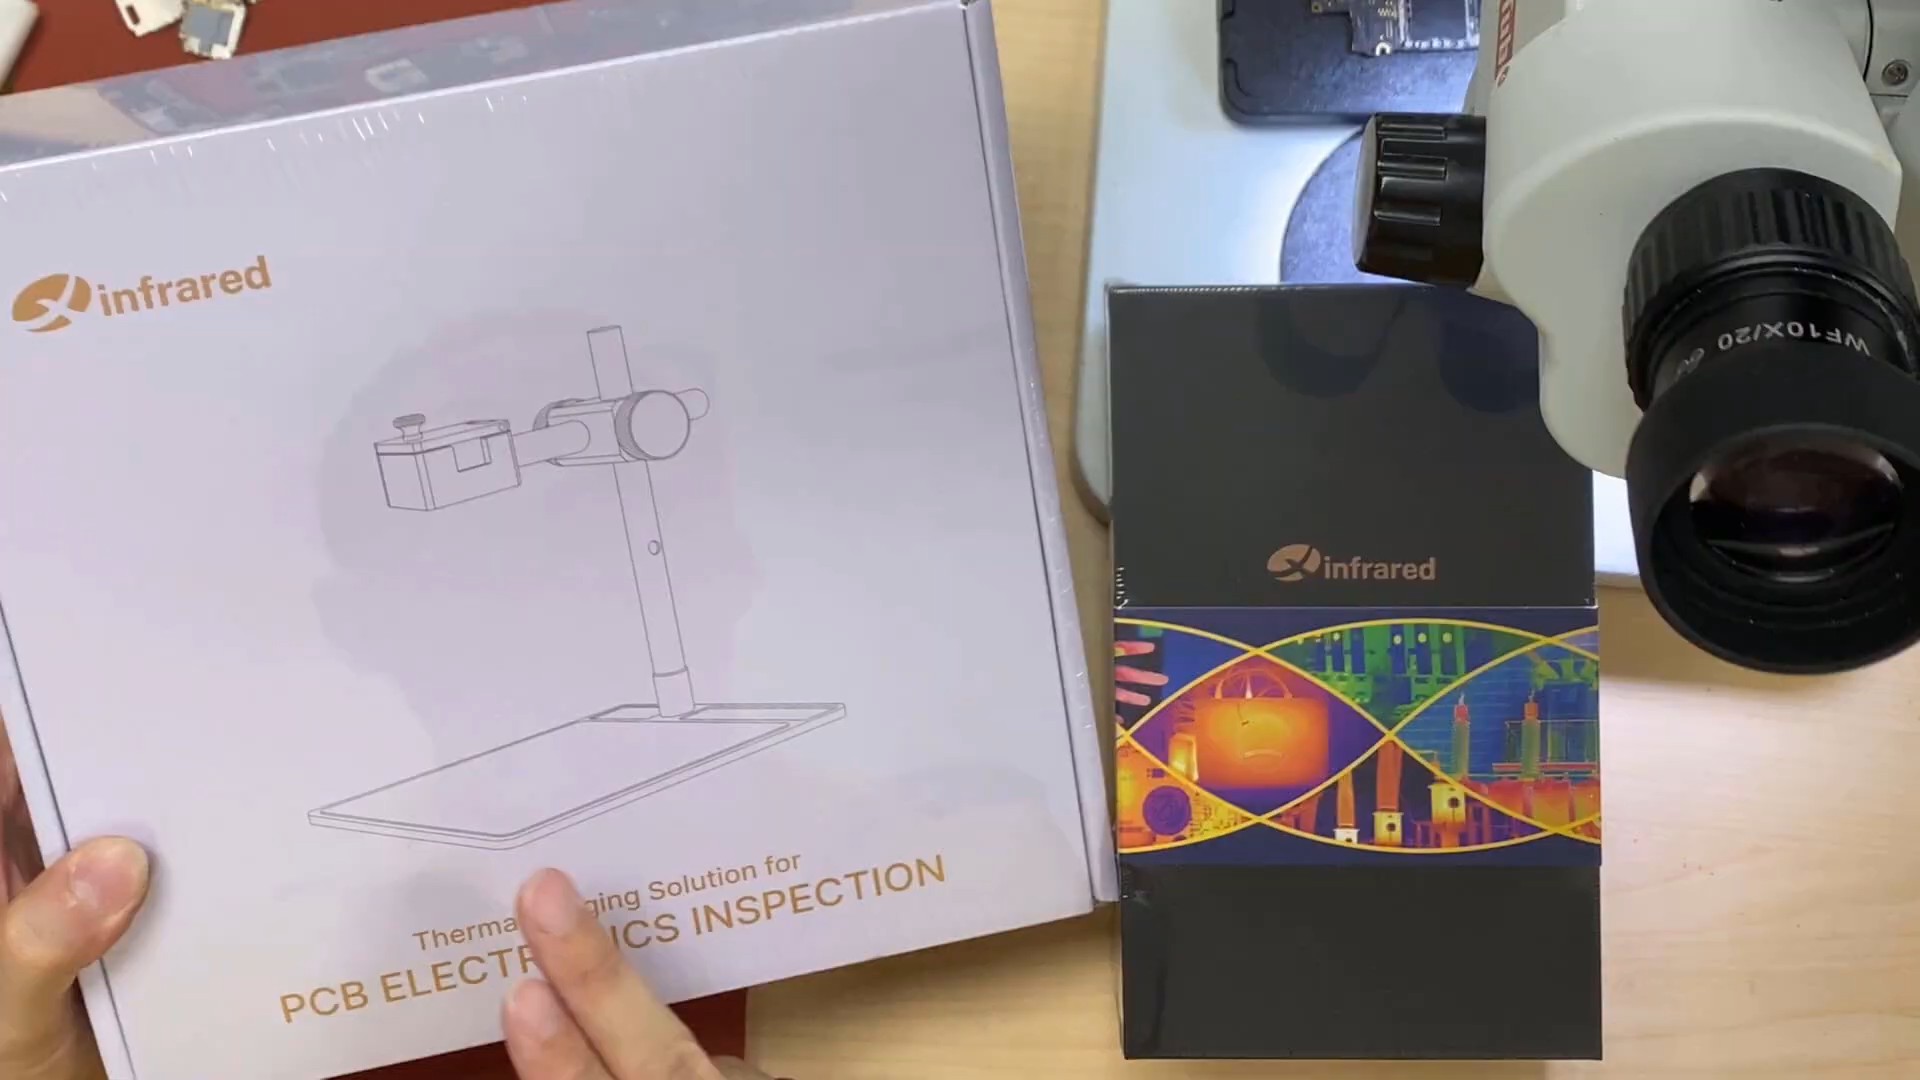 infrared
Therma ging Solution for
PCB ELECTR ICS INSPECTION
infrared
WF10X/20